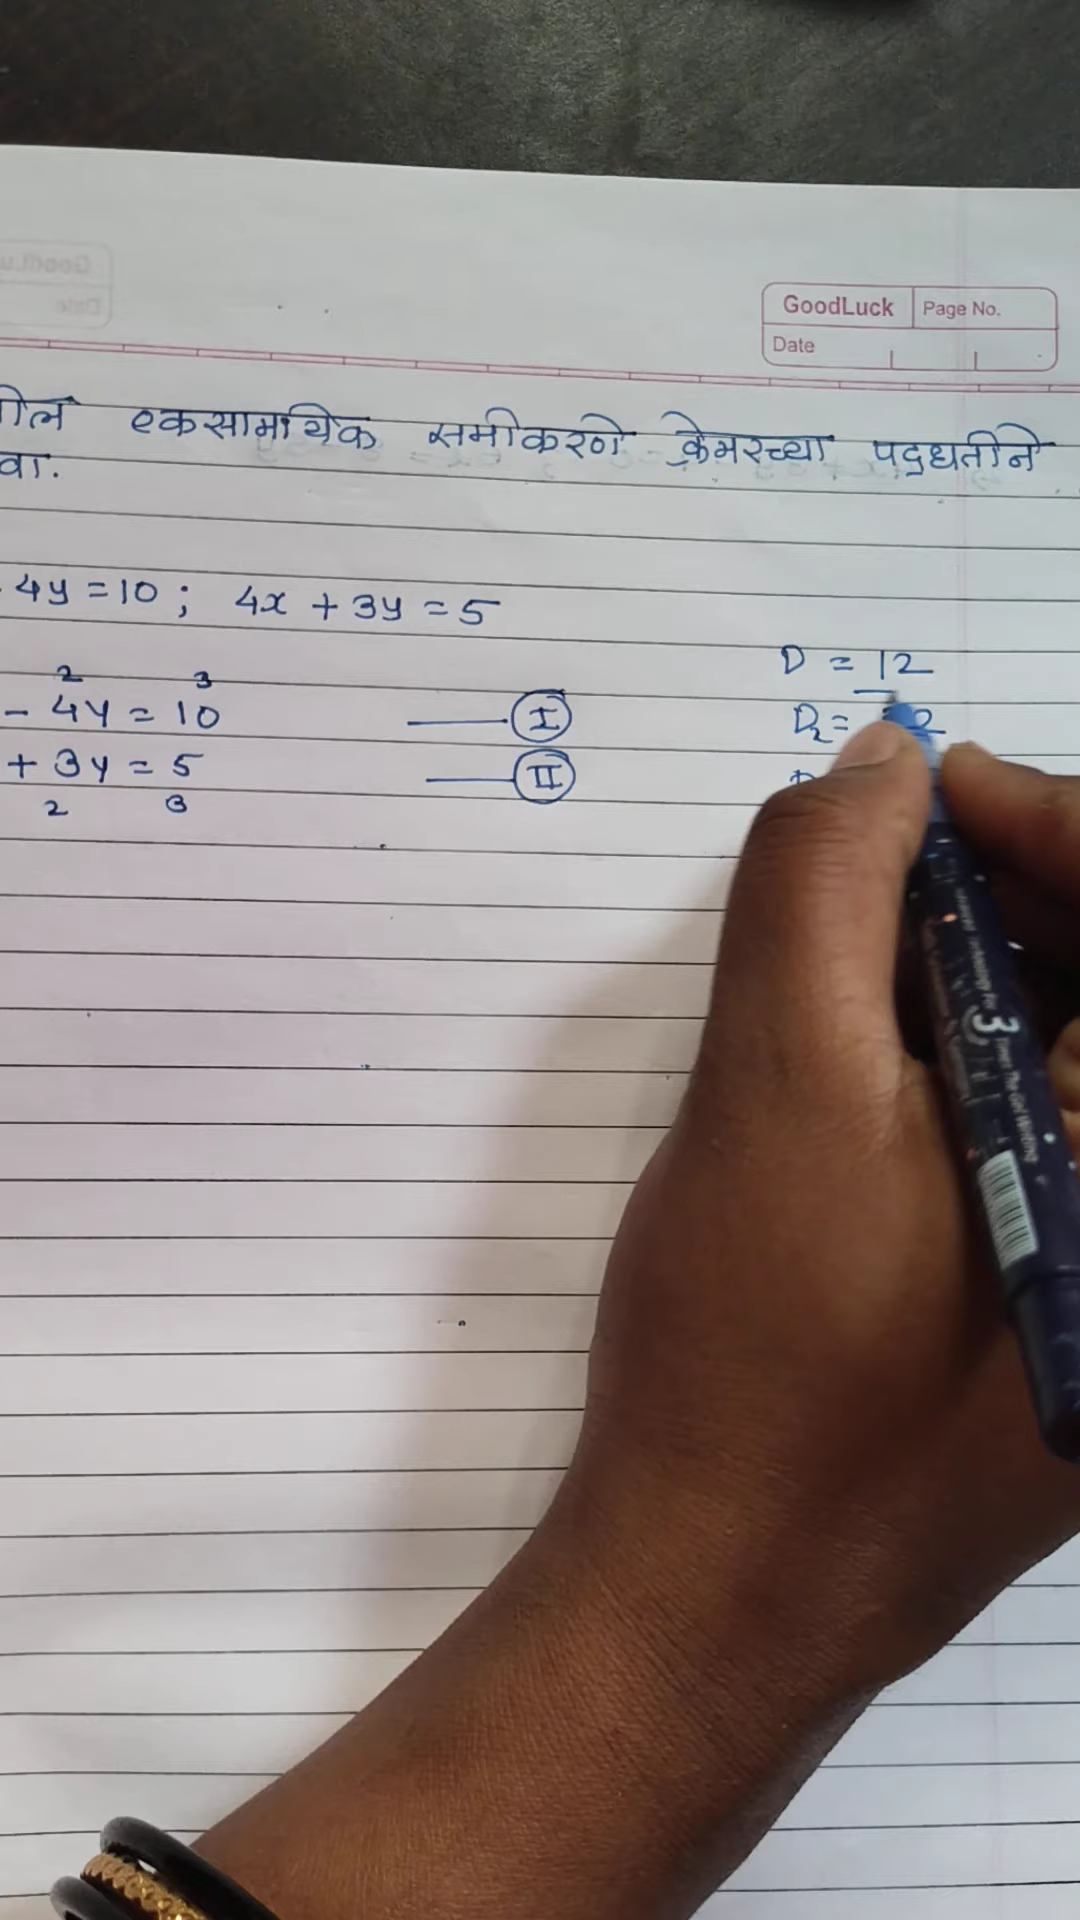 GoodLuck
Page No.
Date
एकसामयिक समीकरणे क्रेमरच्या पद्धतीने
4y = 10 ; 4x + 3y = 5
2 3
- 4y = 10 I
+ 3y = 5 II
2 3
D = 12